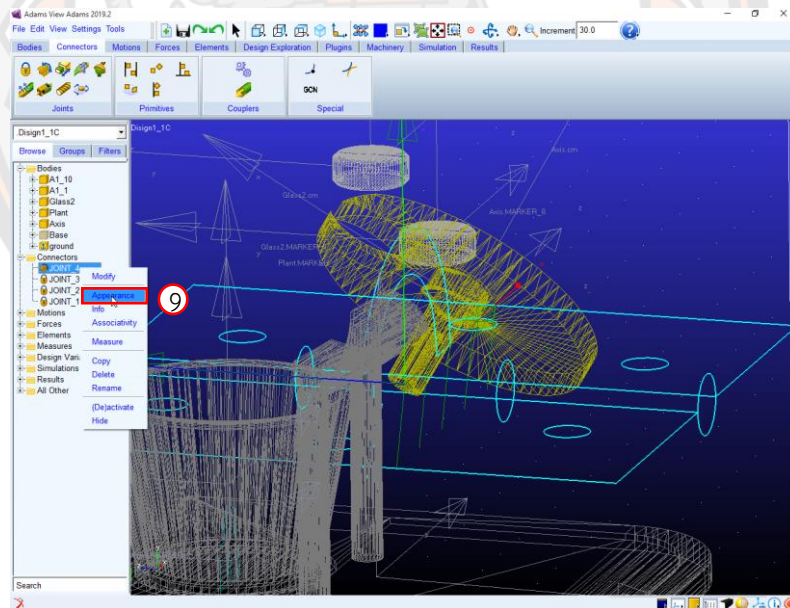 Adams View Adams 2019.2
File Edit View Settings Tools
Increment 30.0
Bodies Connectors Motions Forces Elements Design Exploration Plugins Machinery Simulation Results
GCN
Joints Primitives Couplers Special
.Disign1_1C
Disign1_1C
Browse Groups Filters
Bodies
A1_10
A1_1
Glass2
Plant
Axis
Base
ground
Connectors
JOINT_4
JOINT_3
JOINT_2
JOINT_1
Motions
Forces
Elements
Measures
Design Vari
Simulations
Results
All Other
Modify
Appearance
Info
Associativity
Measure
Copy
Delete
Rename
(De)activate
Hide
9
Axis.cm
Glass2.cm
Axis.MARKER_8
Glass2.MARKER
Plant.MARK
Search